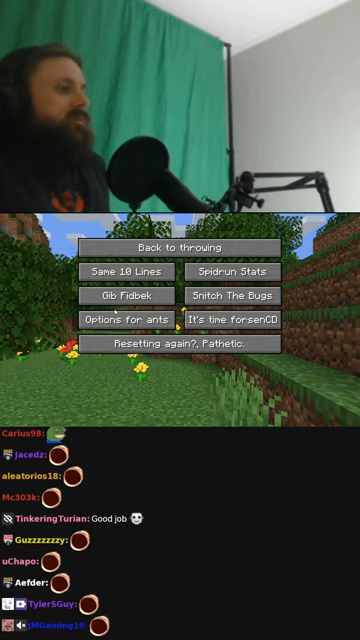 Back to throwing
Same 10 Lines
Spidrun Stats
Gib Fidbek
Snitch The Bugs
Options for ants
It's time forsenCD
Resetting again?, Pathetic.
Carius98:
Jacedz:
aleatorios18:
Mc303k:
TinkeringTurian: Good job
Guzzzzzzzy:
uChapo:
Aefder:
TylerSGuy:
JMGaming19: